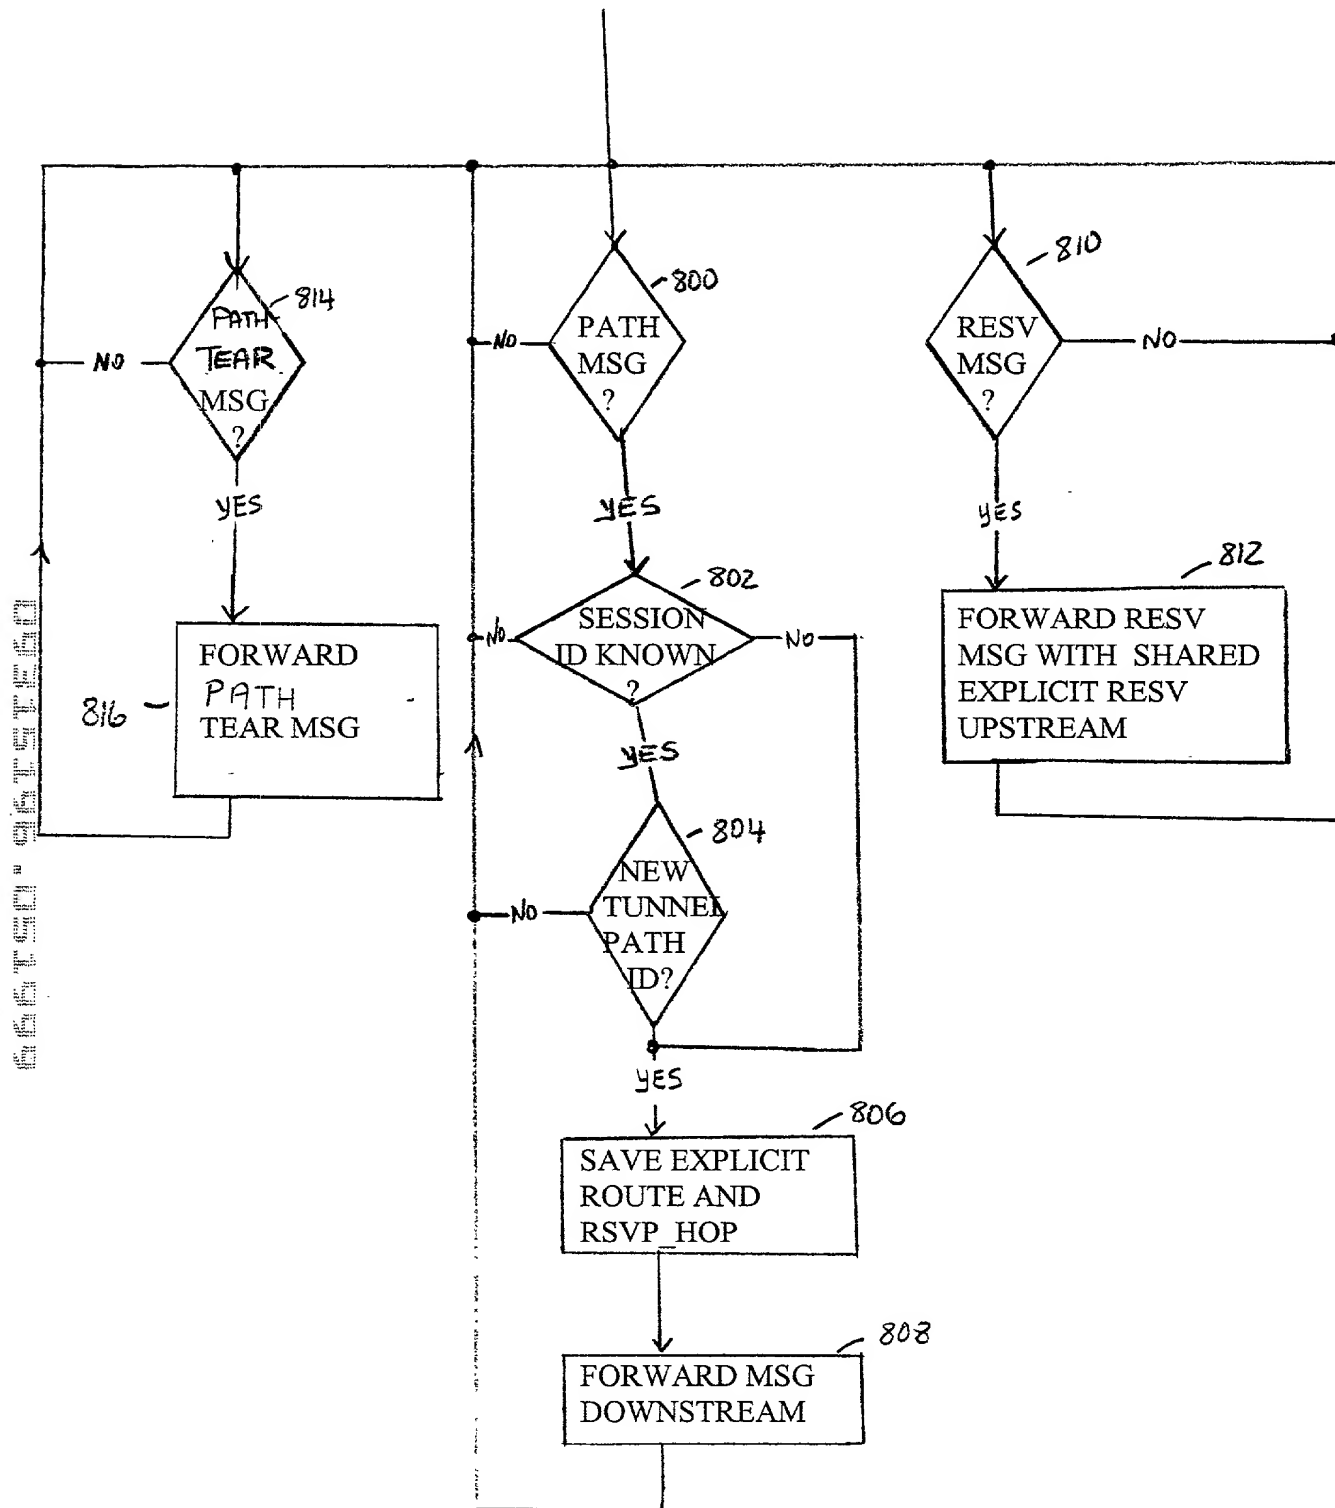 814
PATH
TEAR
MSG
?
NO
YES
FORWARD
PATH
TEAR MSG
816
800
PATH
MSG
?
NO
YES
802
SESSION
ID KNOWN
?
NO
NO
YES
804
NEW
TUNNEL
PATH
ID?
NO
YES
806
SAVE EXPLICIT
ROUTE AND
RSVP_HOP
808
FORWARD MSG
DOWNSTREAM
810
RESV
MSG
?
NO
YES
812
FORWARD RESV
MSG WITH SHARED
EXPLICIT RESV
UPSTREAM